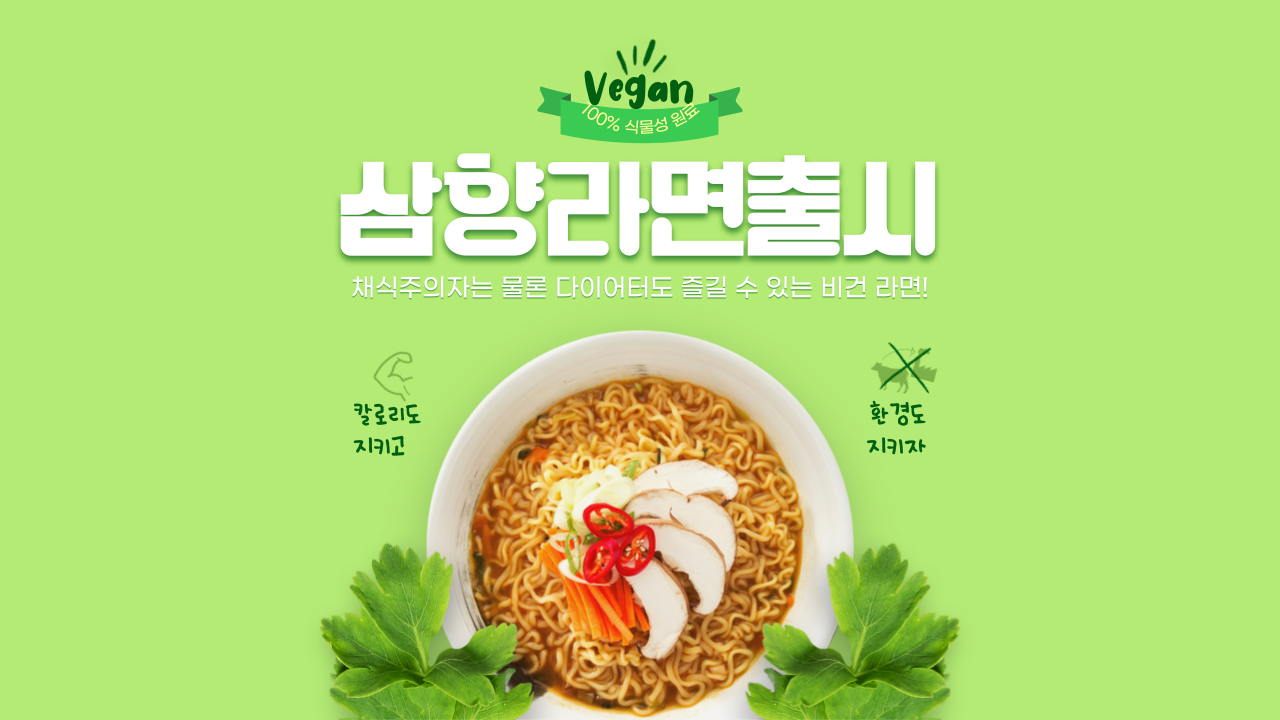 Vegan
100% 식물성 원료
삼향라면출시
채식주의자는 물론 다이어터도 즐길 수 있는 비건 라면!
칼로리도
지키고
환경도
지키자